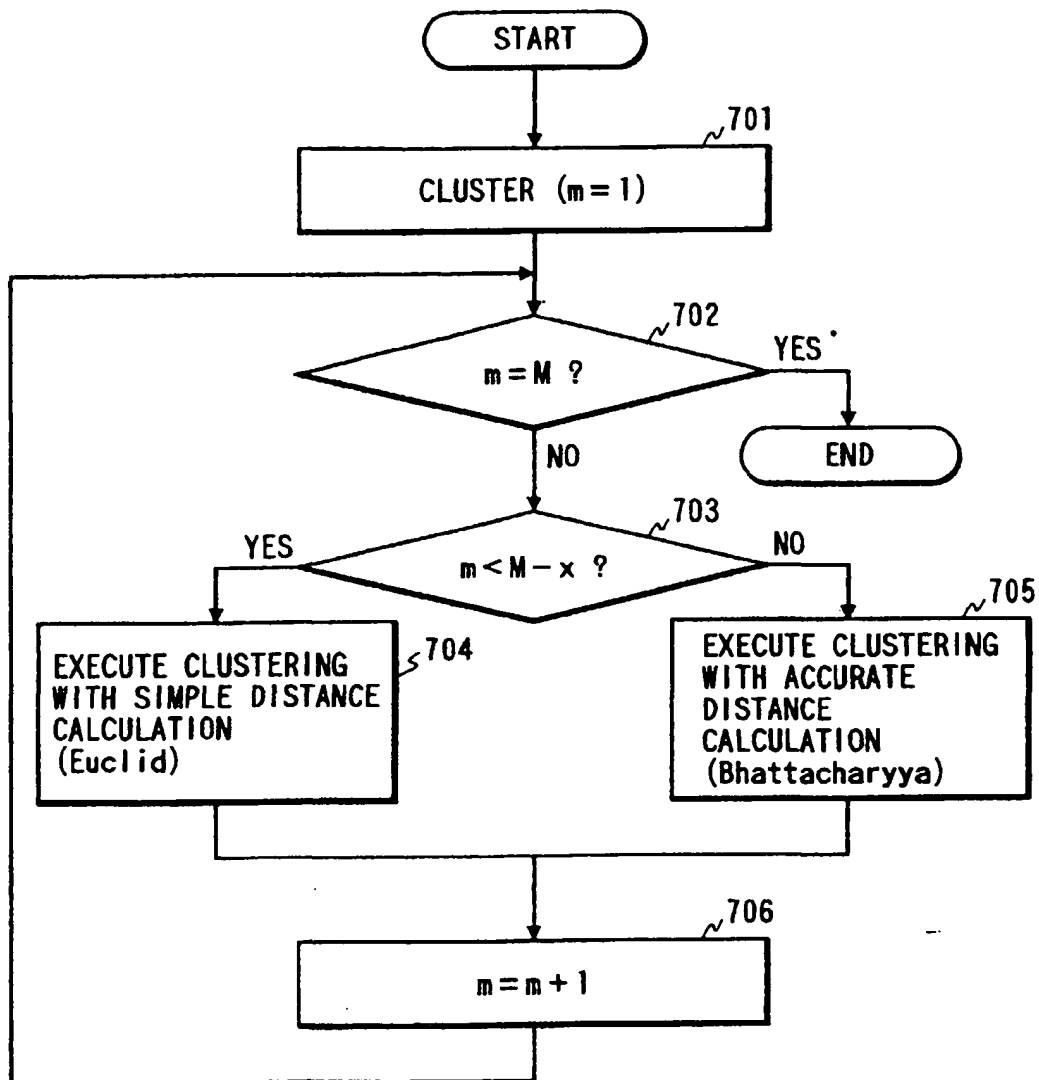 START
701
CLUSTER (m=1)
702
m=M ?
YES
END
NO
703
YES
m<M-x ?
NO
704
EXECUTE CLUSTERING
WITH SIMPLE DISTANCE
CALCULATION
(Euclid)
705
EXECUTE CLUSTERING
WITH ACCURATE
DISTANCE
CALCULATION
(Bhattacharyya)
706
m=m+1